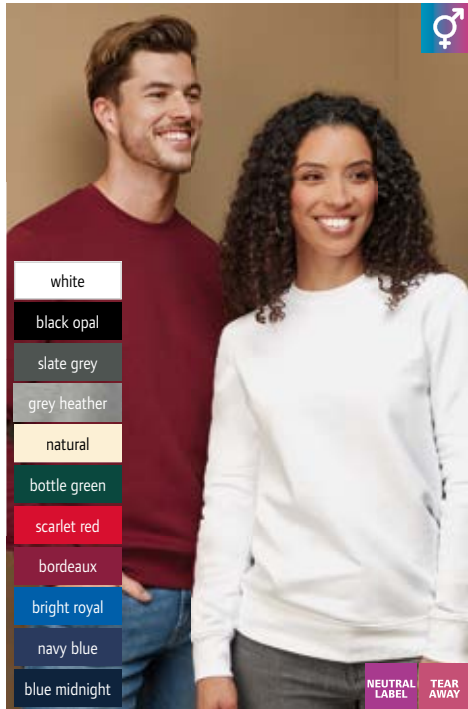 white
black opal
slate grey
grey heather
natural
bottle green
scarlet red
bordeaux
bright royal
navy blue
blue midnight
NEUTRAL
LABEL
TEAR
AWAY